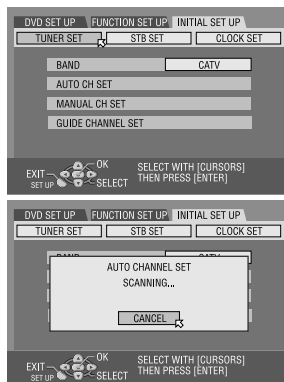 DVD SET UP FUNCTION SET UP INITIAL SET UP
TUNER SET STB SET CLOCK SET
BAND CATV
AUTO CH SET
MANUAL CH SET
GUIDE CHANNEL SET
EXIT SET UP OK SELECT SELECT WITH [CURSORS]
THEN PRESS [ENTER]
DVD SET UP FUNCTION SET UP INITIAL SET UP
TUNER SET STB SET CLOCK SET
BAND CATV
AUTO CHANNEL SET
SCANNING...
CANCEL
EXIT SET UP OK SELECT SELECT WITH [CURSORS]
THEN PRESS [ENTER]